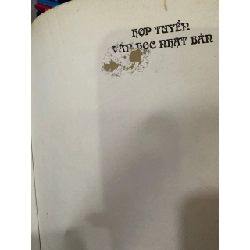 HỢP TUYỂN
VĂN HỌC NHẬT BẢN